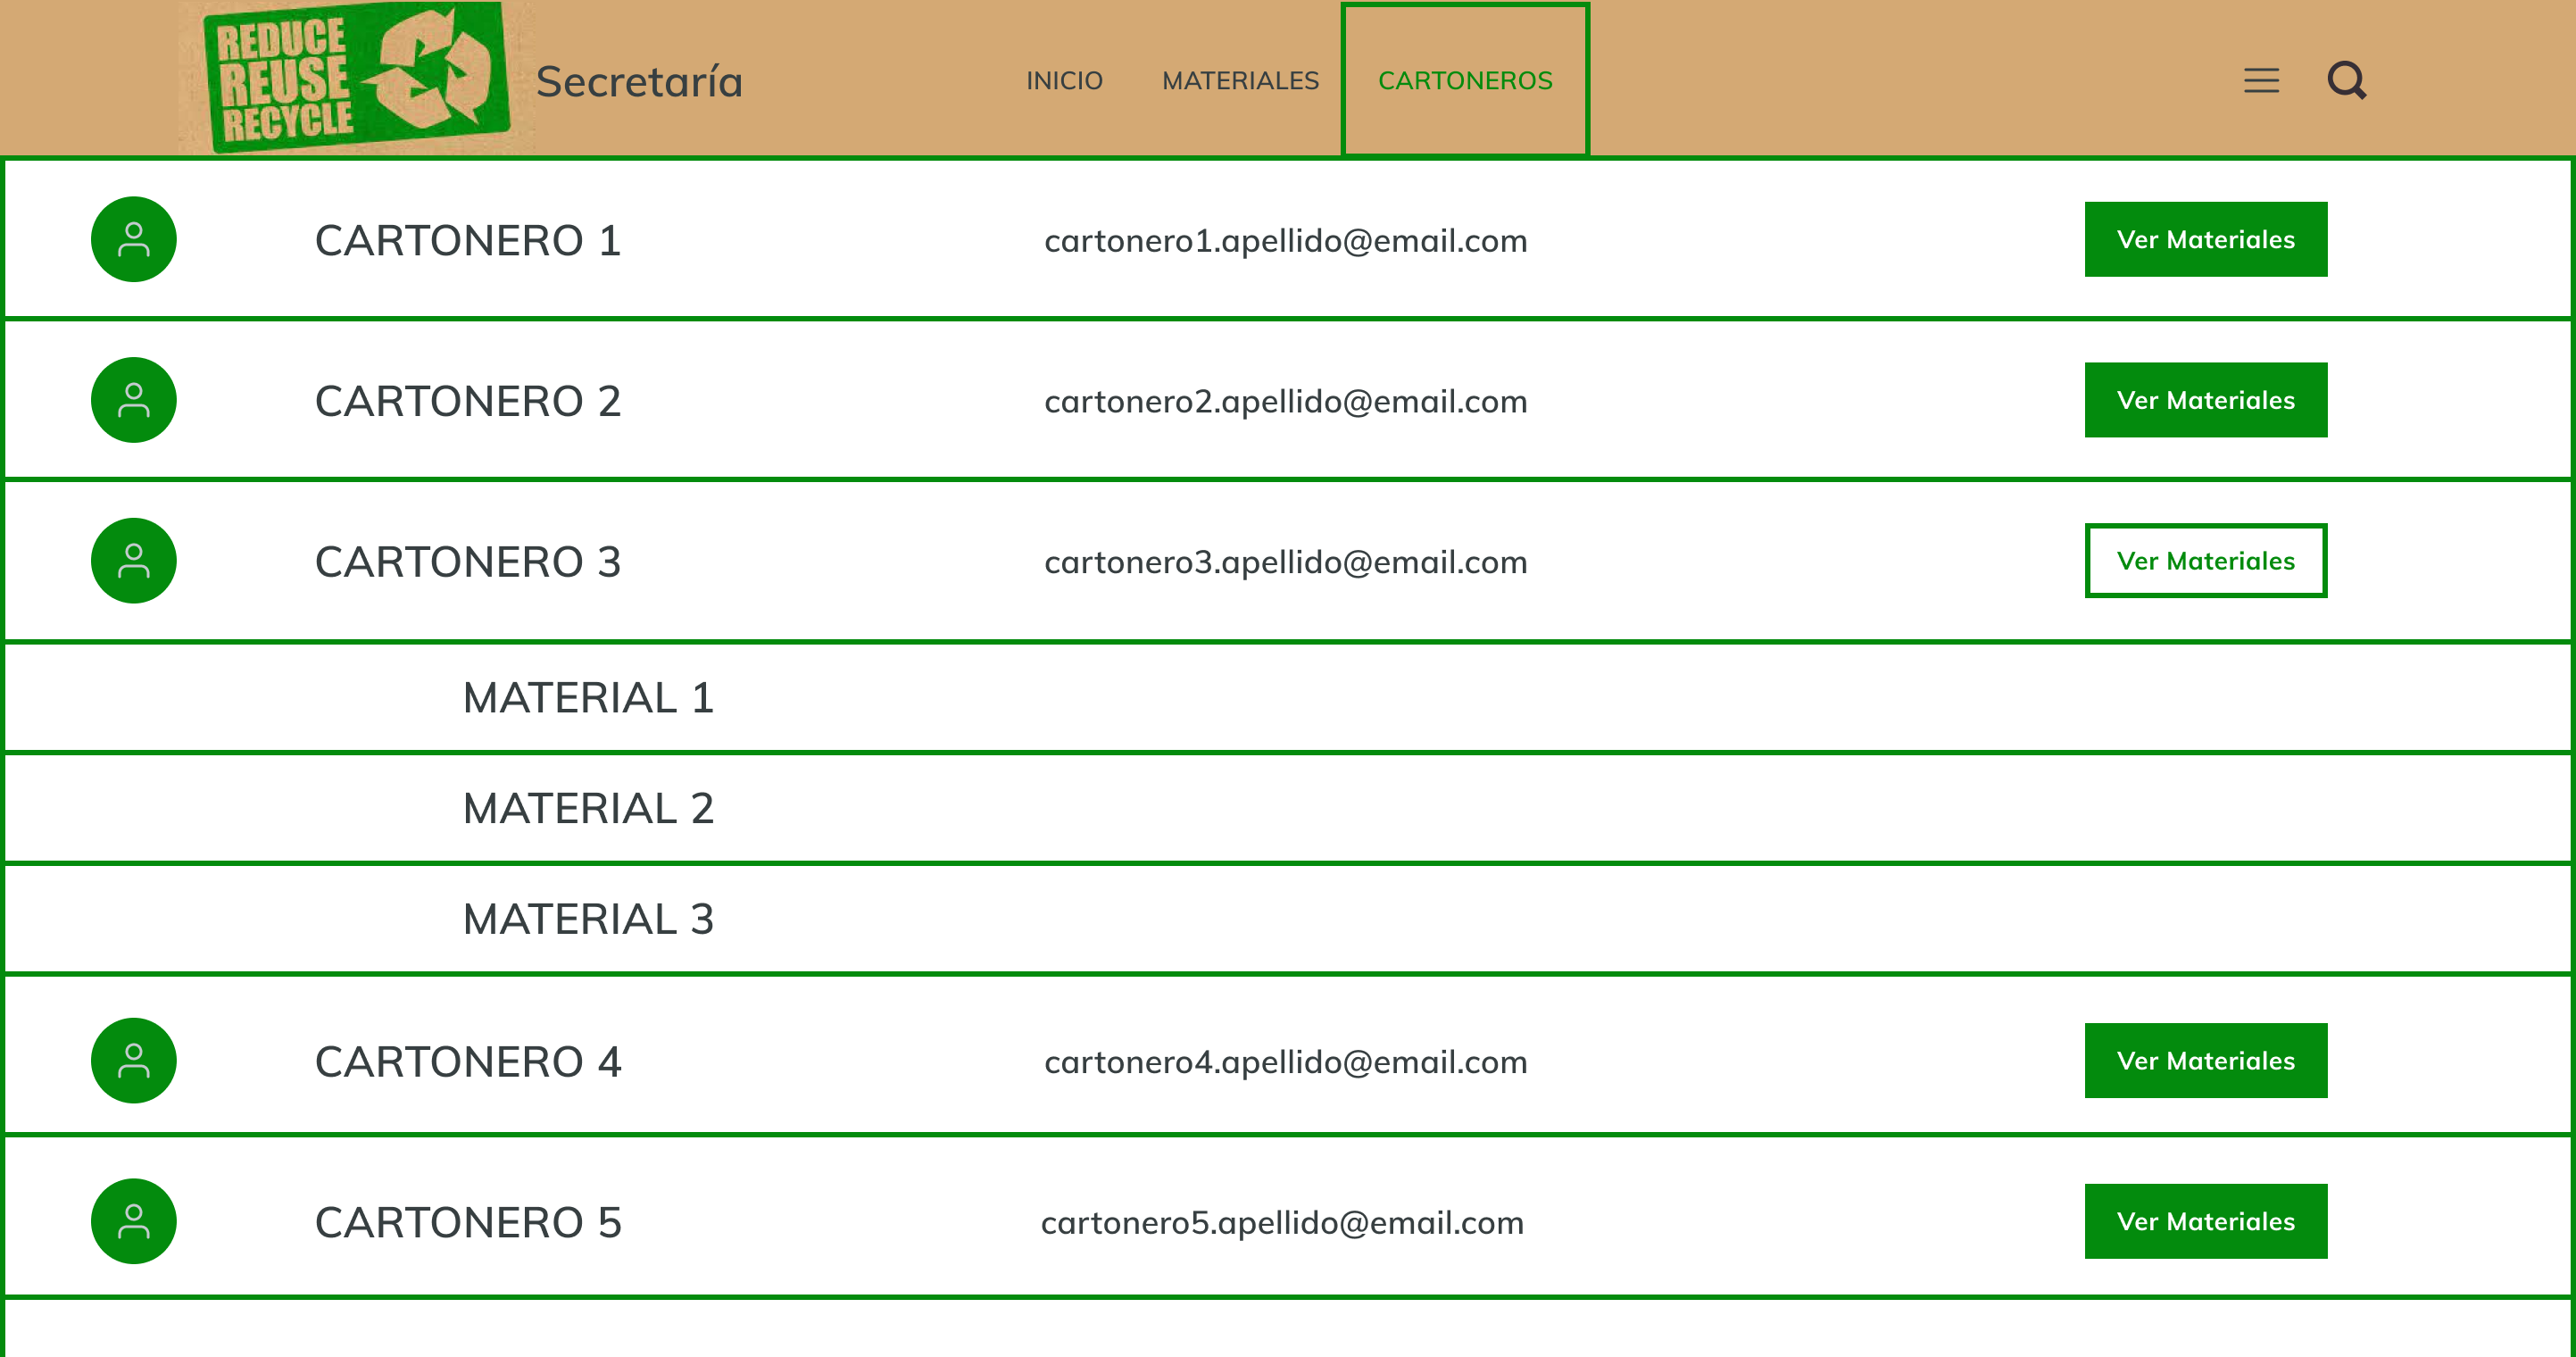 REDUCE
REUSE
RECYCLE
Secretaría
INICIO MATERIALES CARTONEROS
CARTONERO 1 cartonero1.apellido@email.com Ver Materiales
CARTONERO 2 cartonero2.apellido@email.com Ver Materiales
CARTONERO 3 cartonero3.apellido@email.com Ver Materiales
MATERIAL 1
MATERIAL 2
MATERIAL 3
CARTONERO 4 cartonero4.apellido@email.com Ver Materiales
CARTONERO 5 cartonero5.apellido@email.com Ver Materiales